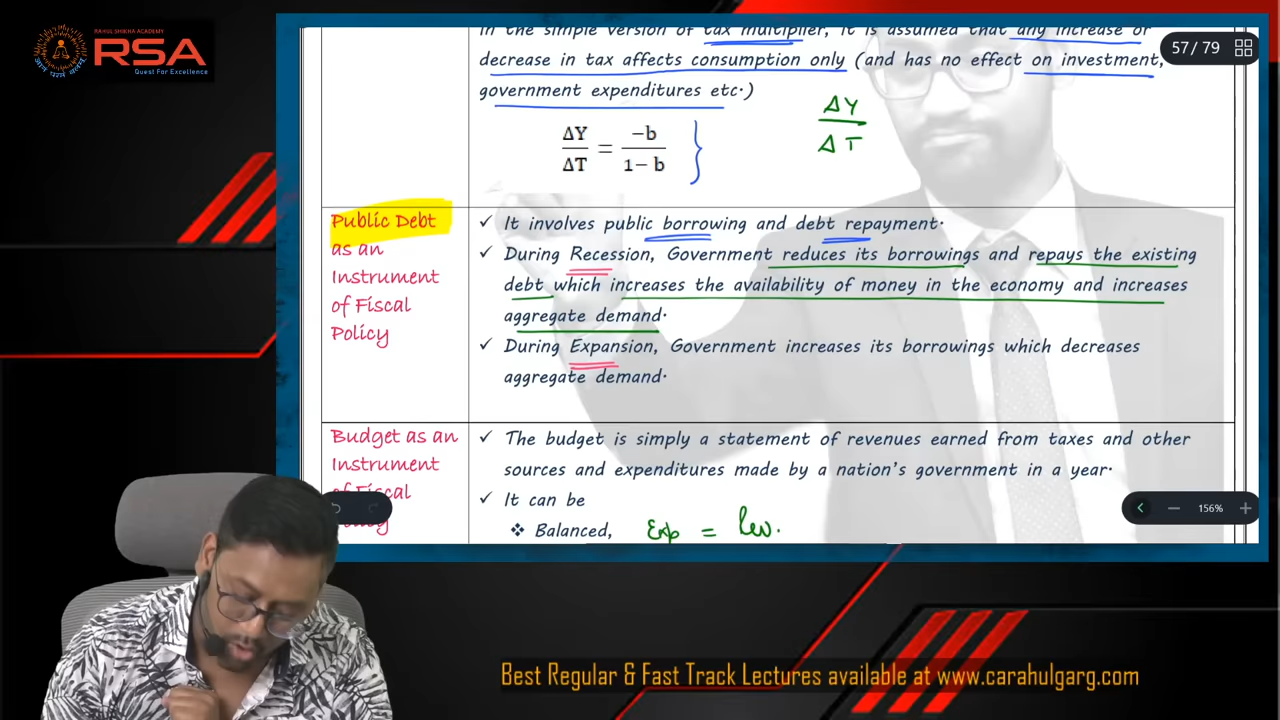 RAHUL SHIKHA ACADEMY
RSA
Quest For Excellence
In the simple version of tax multiplier, it is assumed that any increase or
decrease in tax affects consumption only (and has no effect on investment,
government expenditures etc.)
ΔY
ΔT
=
-b
1- b
ΔY
ΔT
57 / 79
Public Debt
as an
Instrument
of Fiscal
Policy
✓ It involves public borrowing and debt repayment.
✓ During Recession, Government reduces its borrowings and repays the existing
debt which increases the availability of money in the economy and increases
aggregate demand.
✓ During Expansion, Government increases its borrowings which decreases
aggregate demand.
Budget as an
Instrument
of Fiscal
Policy
✓ The budget is simply a statement of revenues earned from taxes and other
sources and expenditures made by a nation's government in a year.
✓ It can be
❖ Balanced, Exp = Rev.
156%
Best Regular & Fast Track Lectures available at www.carahulgarg.com